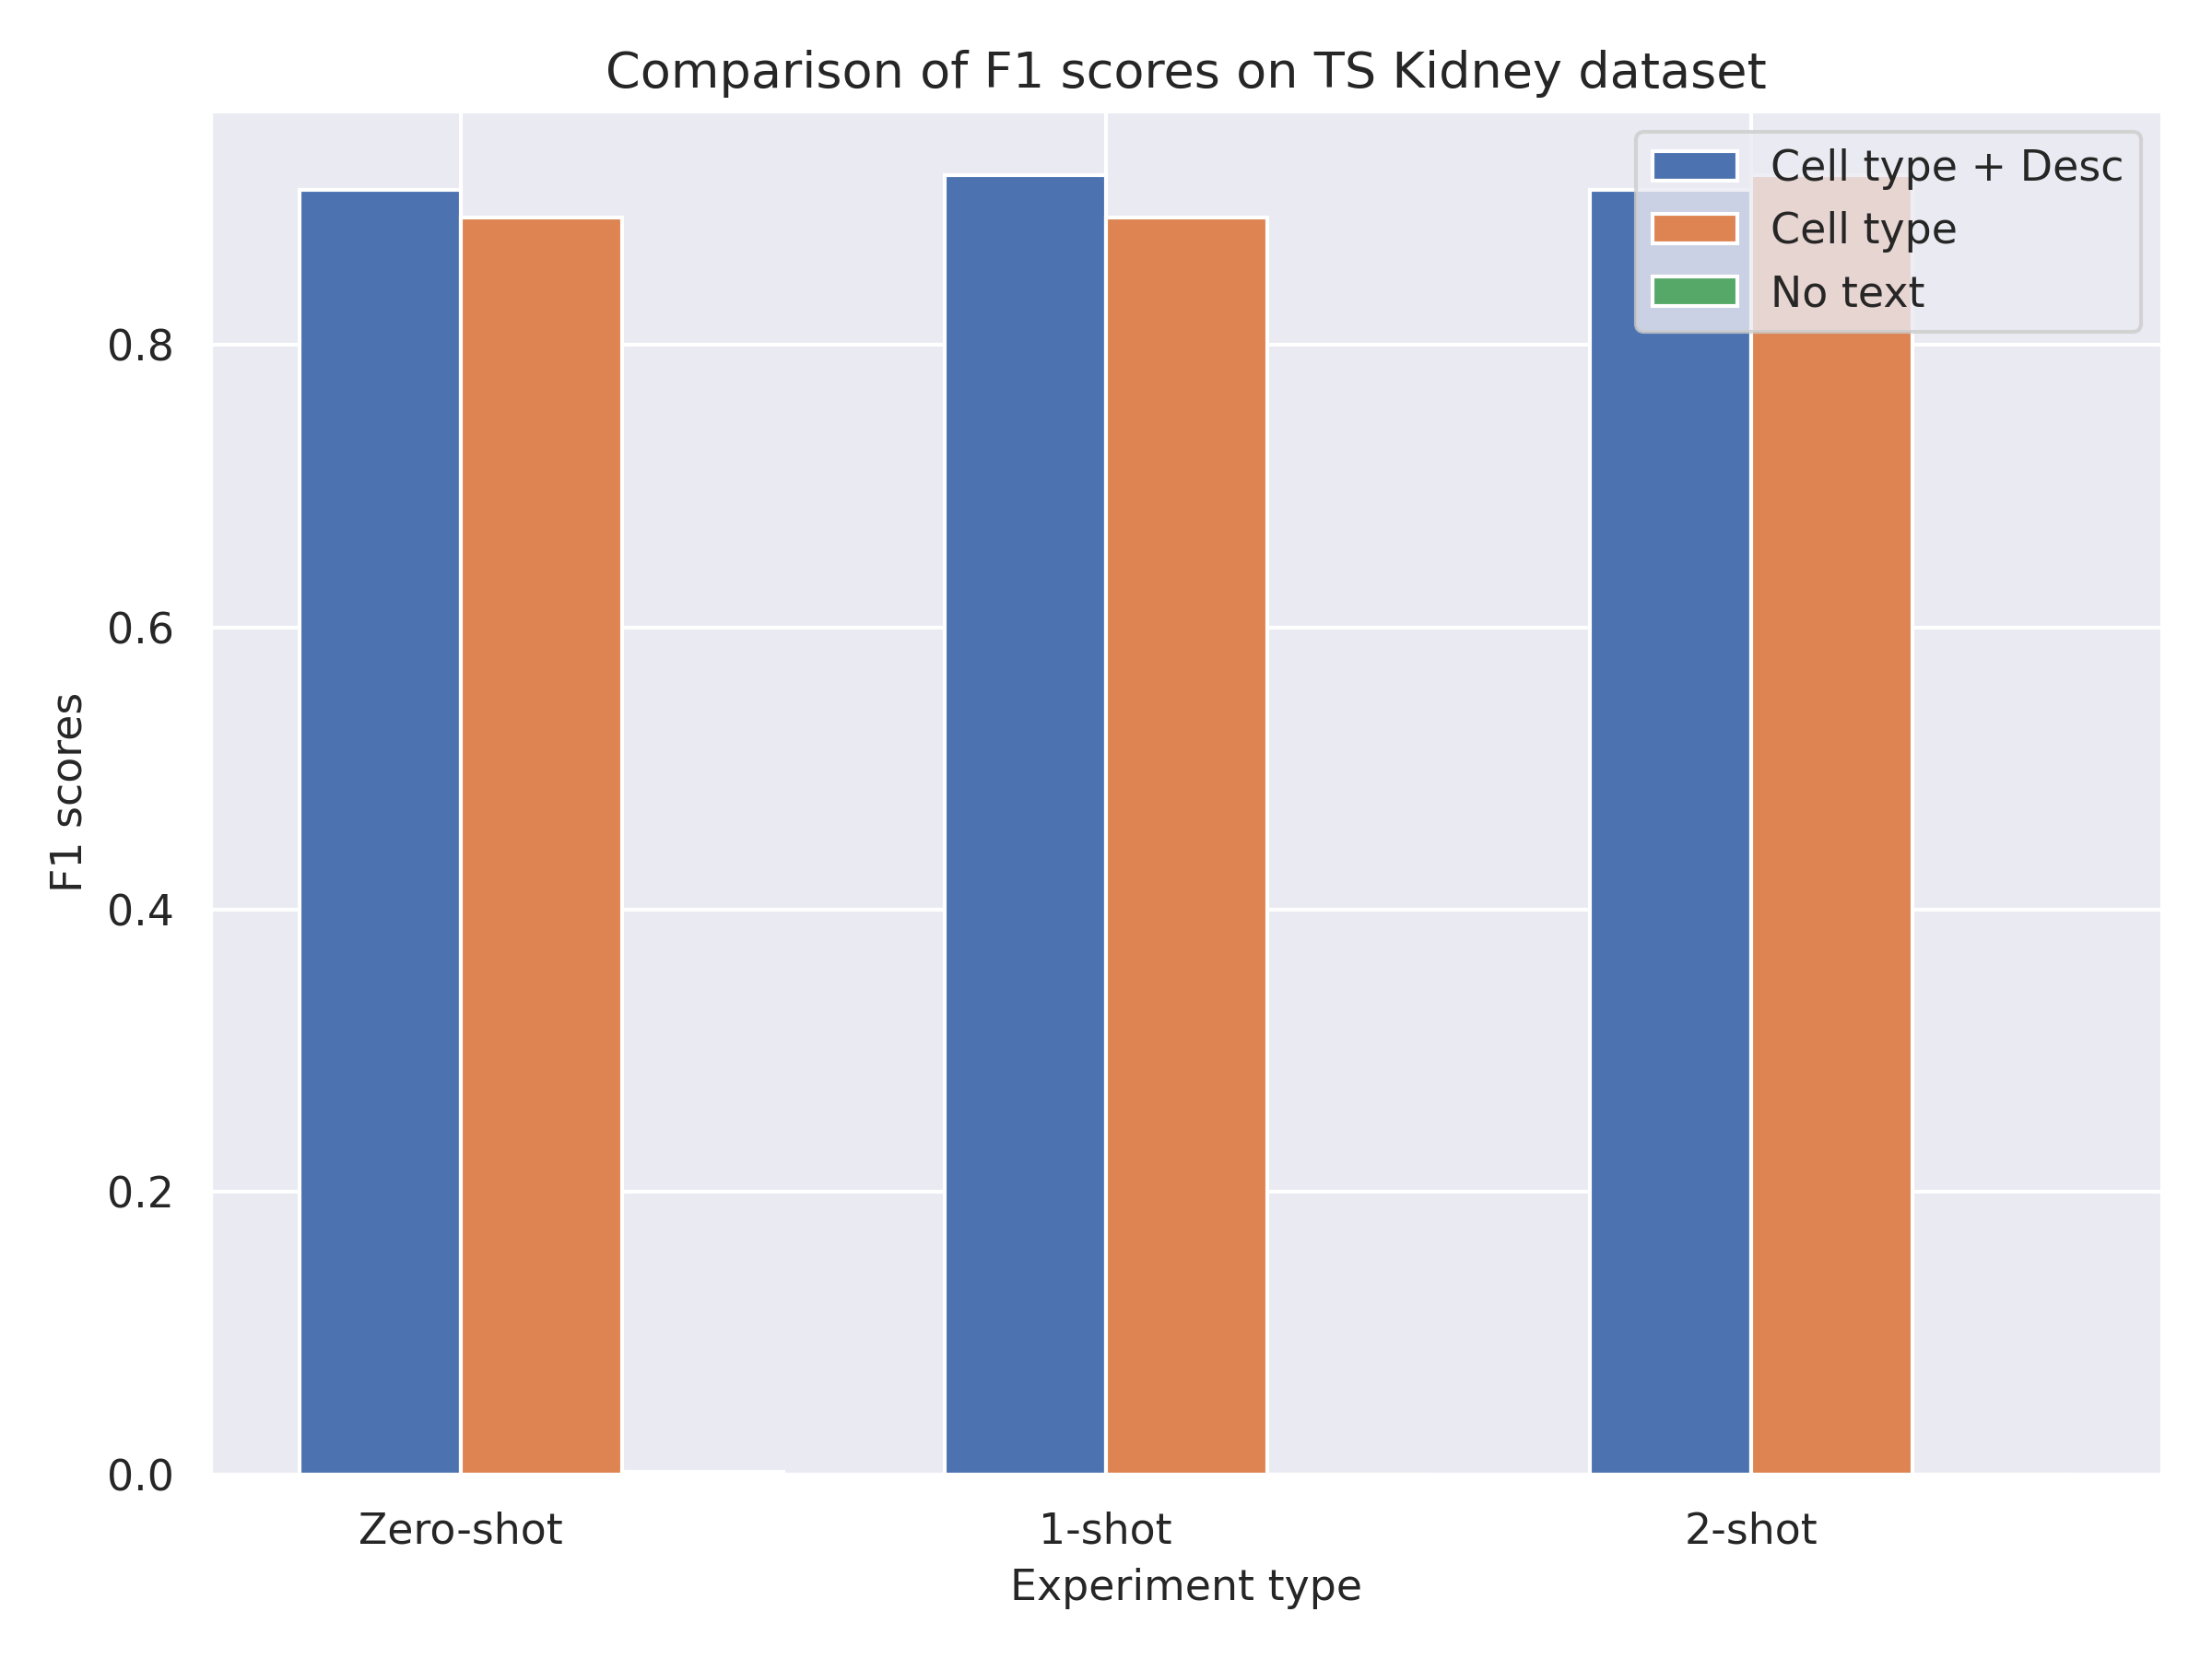 Comparison of F1 scores on TS Kidney dataset
Cell type + Desc
Cell type
No text
0.8
0.6
0.4
0.2
0.0
F1 scores
Zero-shot
1-shot
2-shot
Experiment type